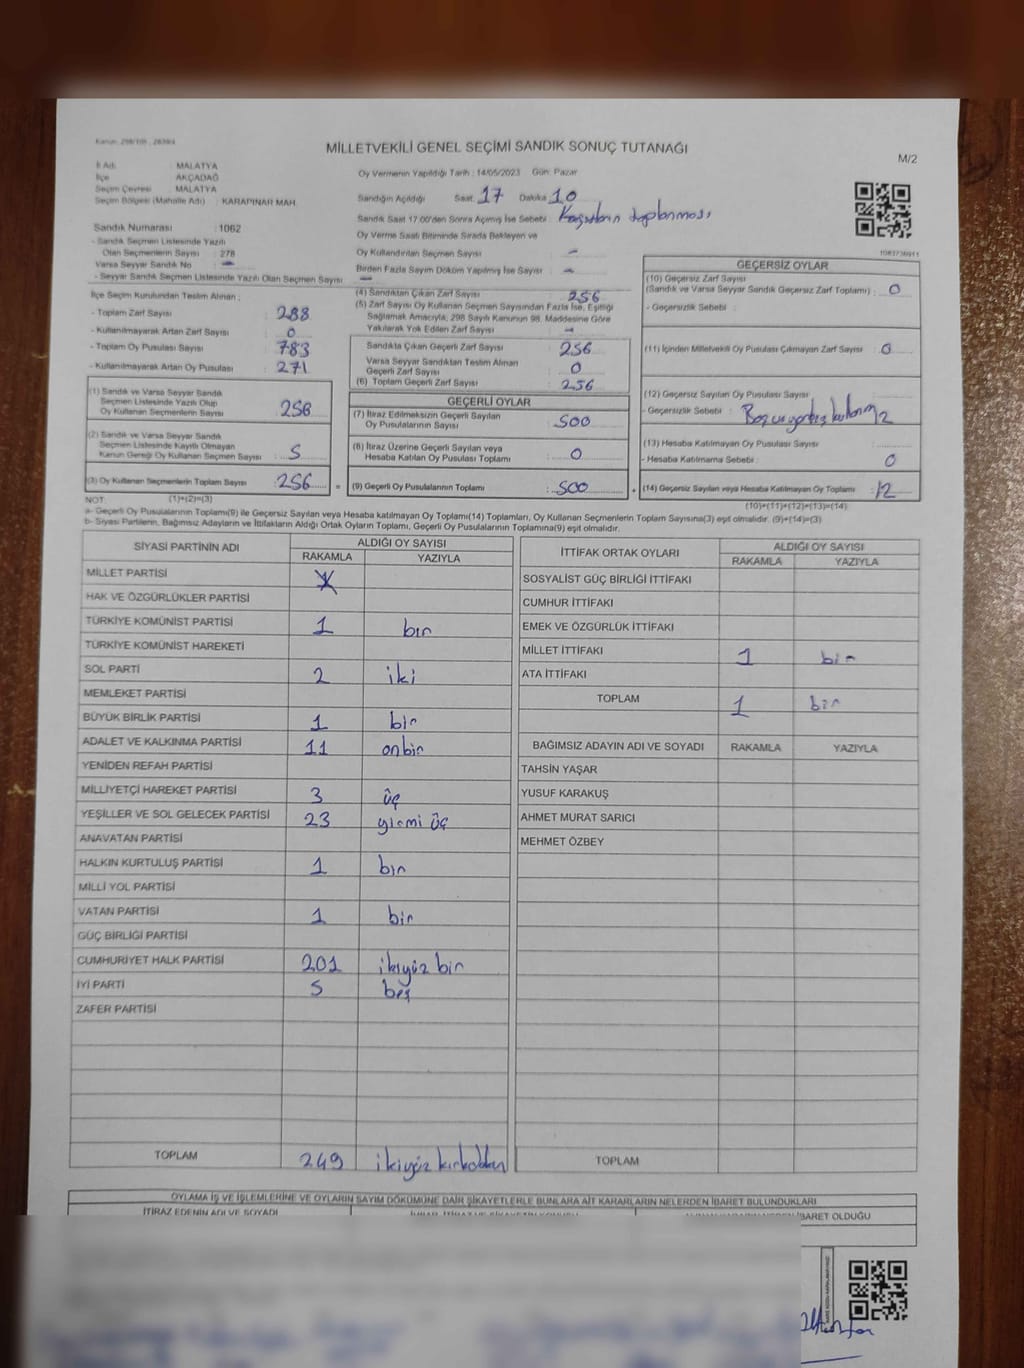 MİLLETVEKİLİ GENEL SEÇİMİ SANDIK SONUÇ TUTANAĞI
M/2
İl Adı : MALATYA
İlçe : AKÇADAĞ
Seçim Çevresi : MALATYA
Seçim Bölgesi (Mahalle Adı) : KARAPINAR MAH.
Sandık Numarası : 1062
- Sandık Seçmen Listesinde Yazılı
Olan Seçmenlerin Sayısı : 278
Varsa Seyyar Sandık No : -
- Seyyar Sandık Seçmen Listesinde Yazılı Olan Seçmen Sayısı : -
Oy Vermenin Yapıldığı Tarih : 14/05/2023 Gün: Pazar
Sandığın Açıldığı Saat: 17 Dakika 10
Sandık Saat 17.00'den Sonra Açılmış İse Sebebi : toplanması
Oy Verme Saati Bitiminde Sırada Bekleyen ve
Oy Kullandırılan Seçmen Sayısı : -
Birden Fazla Sayım Döküm Yapılmış İse Sayısı : -
1083736911
İlçe Seçim Kurulundan Teslim Alınan ;
- Toplam Zarf Sayısı : 288
- Kullanılmayarak Artan Zarf Sayısı : 0
- Toplam Oy Pusulası Sayısı : 783
- Kullanılmayarak Artan Oy Pusulası : 271
(1) Sandık ve Varsa Seyyar Sandık
Seçmen Listesinde Yazılı Olup
Oy Kullanan Seçmenlerin Sayısı : 256
(2) Sandık ve Varsa Seyyar Sandık
Seçmen Listesinde Kayıtlı Olmayan
Kanun Gereği Oy Kullanan Seçmen Sayısı : 5
(3) Oy Kullanan Seçmenlerin Toplam Sayısı : 256
(4) Sandıktan Çıkan Zarf Sayısı : 256
(5) Zarf Sayısı Oy Kullanan Seçmen Sayısından Fazla İse, Eşitliği
Sağlamak Amacıyla, 298 Sayılı Kanunun 98. Maddesine Göre
Yakılarak Yok Edilen Zarf Sayısı : -
Sandıkta Çıkan Geçerli Zarf Sayısı : 256
Varsa Seyyar Sandıktan Teslim Alınan
Geçerli Zarf Sayısı : 0
(6) Toplam Geçerli Zarf Sayısı : 256
GEÇERLİ OYLAR
(7) İtiraz Edilmeksizin Geçerli Sayılan
Oy Pusulalarının Sayısı : 500
(8) İtiraz Üzerine Geçerli Sayılan veya
Hesaba Katılan Oy Pusulası Toplamı : 0
= (9) Geçerli Oy Pusulalarının Toplamı : 500
GEÇERSİZ OYLAR
(10) Geçersiz Zarf Sayısı
(Sandık ve Varsa Seyyar Sandık Geçersiz Zarf Toplamı) : 0
- Geçersizlik Sebebi :
(11) İçinden Milletvekili Oy Pusulası Çıkmayan Zarf Sayısı : 0
(12) Geçersiz Sayılan Oy Pusulası Sayısı
- Geçersizlik Sebebi : 12
(13) Hesaba Katılmayan Oy Pusulası Sayısı
- Hesaba Katılmama Sebebi : 0
+ (14) Geçersiz Sayılan veya Hesaba Katılmayan Oy Toplamı : 12
NOT: (1)+(2)=(3) (10)+(11)+(12)+(13)=(14)
a- Geçerli Oy Pusulaları Toplamı(9) ile Geçersiz Sayılan veya Hesaba katılmayan Oy Toplamı(14) Toplamları, Oy Kullanan Seçmenlerin Toplam Sayısına(3) eşit olmalıdır. (9)+(14)=(3)
b- Siyasi Partilerin, Bağımsız Adayların ve İttifakların Aldığı Ortak Oyların Toplamı, Geçerli Oy Pusulalarının Toplamına(9) eşit olmalıdır.
SİYASİ PARTİNİN ADI ALDIĞI OY SAYISI
RAKAMLA YAZIYLA
MİLLET PARTİSİ
HAK VE ÖZGÜRLÜKLER PARTİSİ
TÜRKİYE KOMÜNİST PARTİSİ 1 bir
TÜRKİYE KOMÜNİST HAREKETİ
SOL PARTİ 2 iki
MEMLEKET PARTİSİ
BÜYÜK BİRLİK PARTİSİ 1 bir
ADALET VE KALKINMA PARTİSİ 11 onbir
YENİDEN REFAH PARTİSİ
MİLLİYETÇİ HAREKET PARTİSİ 3 üç
YEŞİLLER VE SOL GELECEK PARTİSİ 23 yirmi üç
ANAVATAN PARTİSİ
HALKIN KURTULUŞ PARTİSİ 1 bir
MİLLİ YOL PARTİSİ
VATAN PARTİSİ 1 bir
GÜÇ BİRLİĞİ PARTİSİ
CUMHURİYET HALK PARTİSİ 201 ikiyüz bir
İYİ PARTİ 5 beş
ZAFER PARTİSİ
TOPLAM 249 ikiyüz kırkdokuz
İTTİFAK ORTAK OYLARI ALDIĞI OY SAYISI
RAKAMLA YAZIYLA
SOSYALİST GÜÇ BİRLİĞİ İTTİFAKI
CUMHUR İTTİFAKI
EMEK VE ÖZGÜRLÜK İTTİFAKI
MİLLET İTTİFAKI 1 bir
ATA İTTİFAKI
TOPLAM 1 bir
BAĞIMSIZ ADAYIN ADI VE SOYADI RAKAMLA YAZIYLA
TAHSİN YAŞAR
YUSUF KARAKUŞ
AHMET MURAT SARICI
MEHMET ÖZBEY
TOPLAM
OYLAMA İŞ VE İŞLEMLERİNE VE OYLARIN SAYIM DÖKÜMÜNE DAİR ŞİKAYETLERLE BUNLARA AİT KARARLARIN NELERDEN İBARET BULUNDUKLARI
İTİRAZ EDENİN ADI VE SOYADI
İBARET OLDUĞU